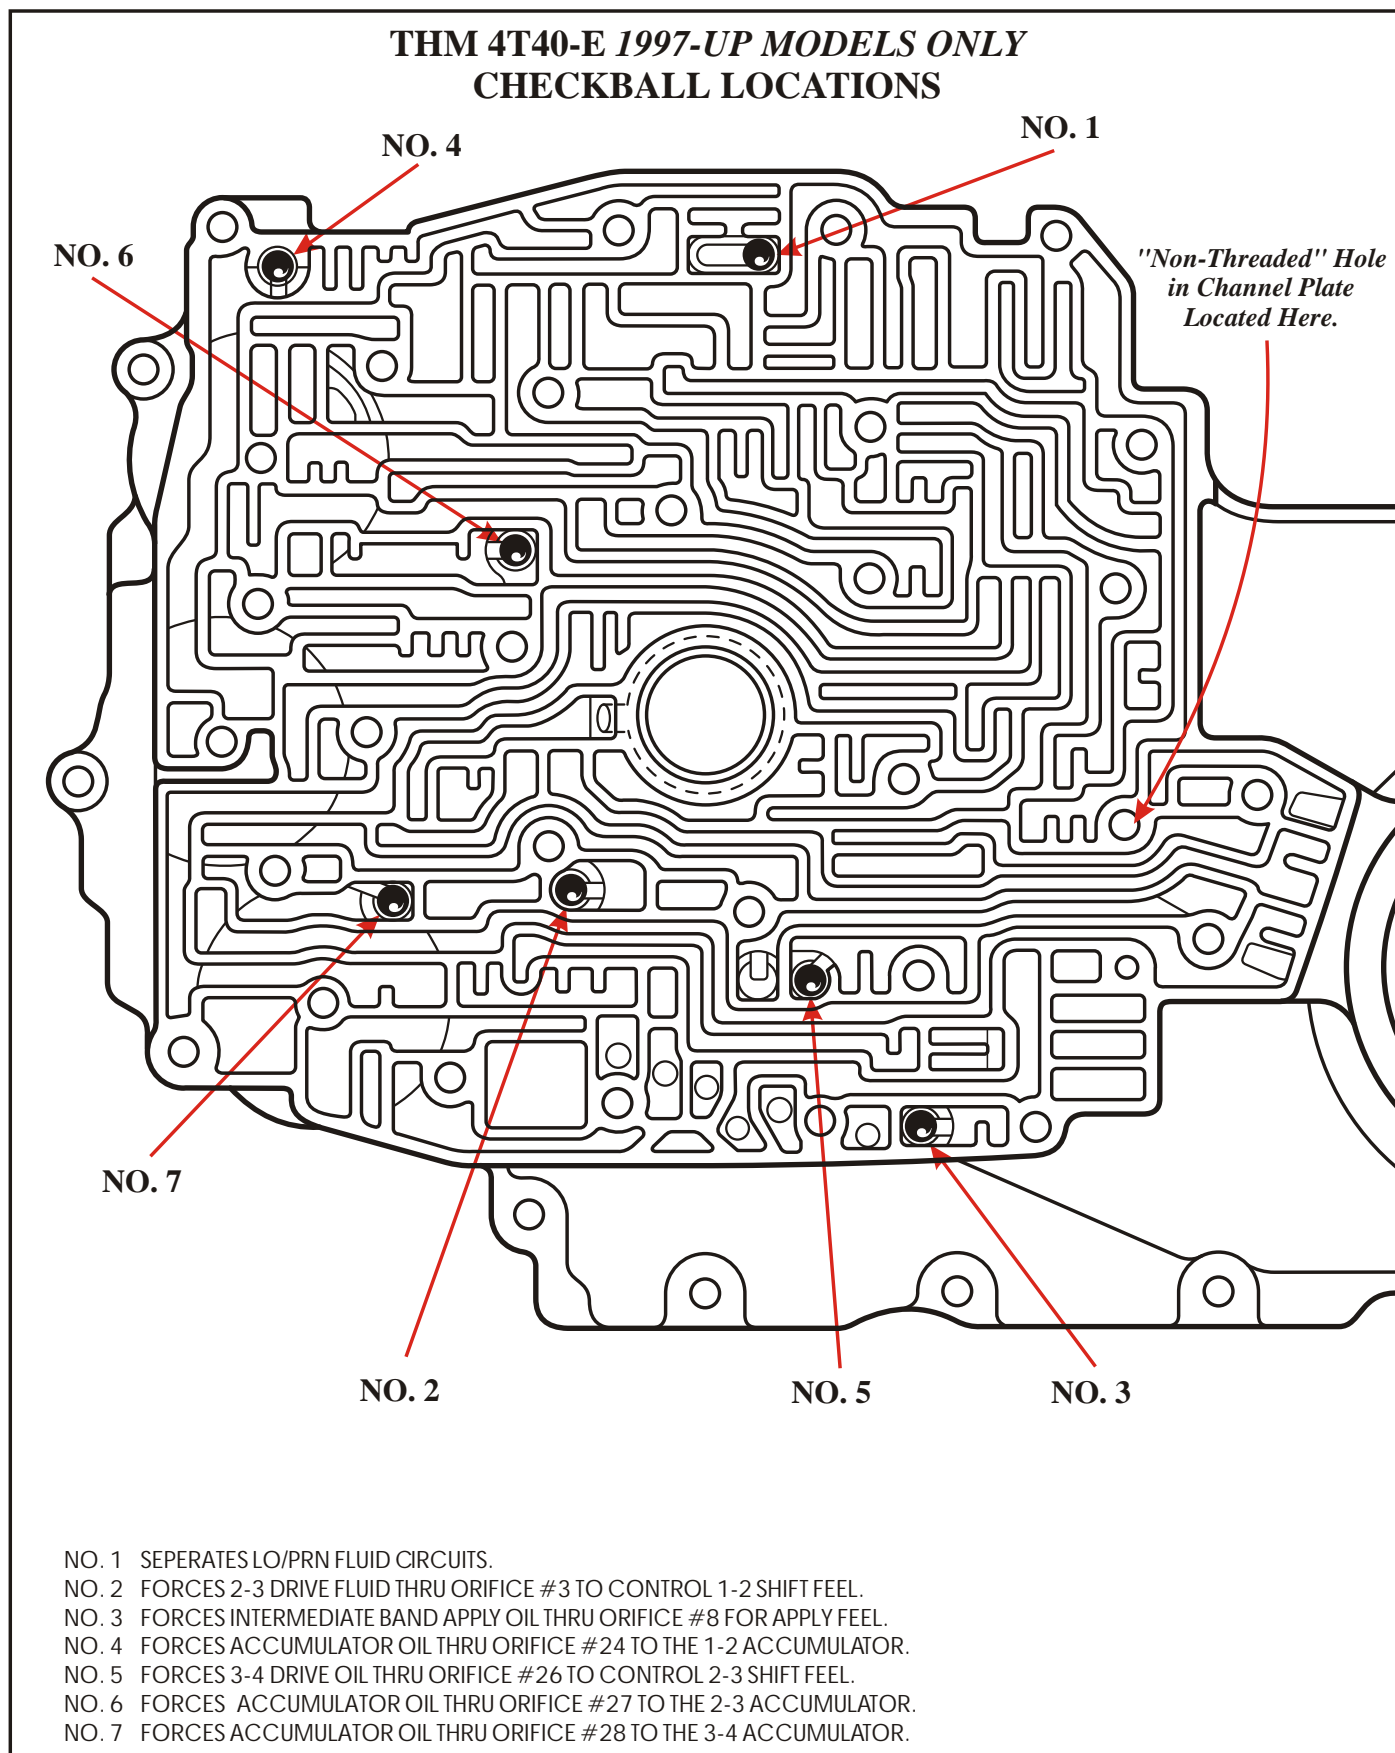 THM 4T40-E 1997-UP MODELS ONLY
CHECKBALL LOCATIONS
NO. 1
NO. 4
NO. 6
"Non-Threaded" Hole
in Channel Plate
Located Here.
NO. 7
NO. 2
NO. 5
NO. 3
NO. 1 SEPERATES LO/PRN FLUID CIRCUITS.
NO. 2 FORCES 2-3 DRIVE FLUID THRU ORIFICE #3 TO CONTROL 1-2 SHIFT FEEL.
NO. 3 FORCES INTERMEDIATE BAND APPLY OIL THRU ORIFICE #8 FOR APPLY FEEL.
NO. 4 FORCES ACCUMULATOR OIL THRU ORIFICE #24 TO THE 1-2 ACCUMULATOR.
NO. 5 FORCES 3-4 DRIVE OIL THRU ORIFICE #26 TO CONTROL 2-3 SHIFT FEEL.
NO. 6 FORCES ACCUMULATOR OIL THRU ORIFICE #27 TO THE 2-3 ACCUMULATOR.
NO. 7 FORCES ACCUMULATOR OIL THRU ORIFICE #28 TO THE 3-4 ACCUMULATOR.